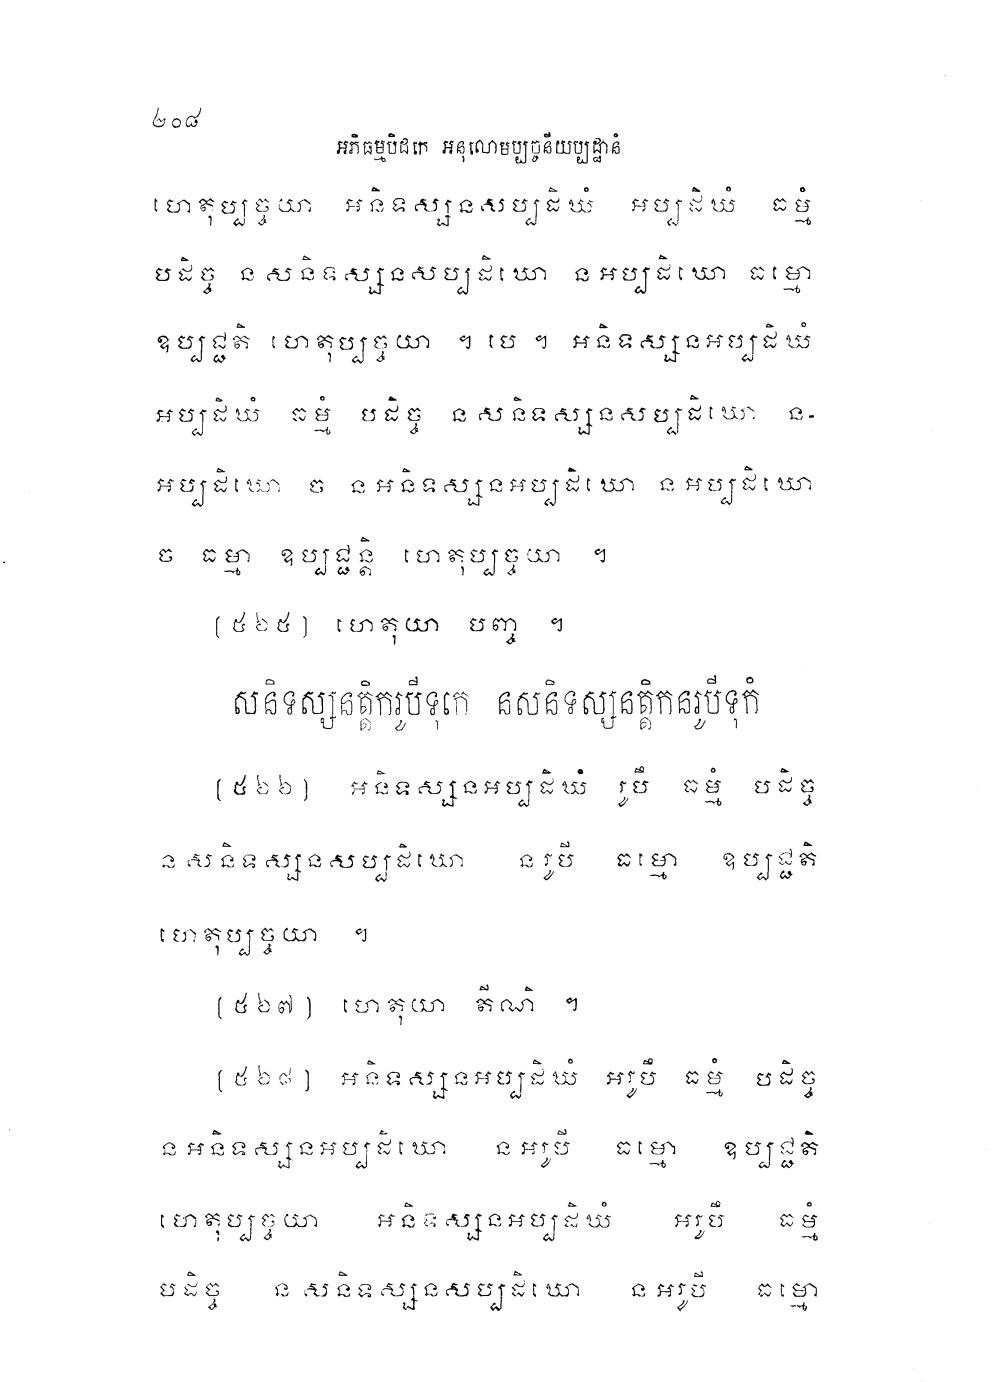 ២០៨
អភិធម្មបិដកេ អនុលោមប្បច្ចនីយប្បដ្ឋានំ
ហេតុប្បច្ចយា អនិទស្សនសប្បដិឃំ អប្បដិឃំ ធម្មំ
បដិច្ច ន សនិទស្សនសប្បដិឃោ ន អប្បដិឃោ ធម្មោ
ឧប្បជ្ជតិ ហេតុប្បច្ចយា ។ បេ ។ អនិទស្សនអប្បដិឃំ
អប្បដិឃំ ធម្មំ បដិច្ច ន សនិទស្សនសប្បដិឃោ ន-
អប្បដិឃោ ច ន អនិទស្សនអប្បដិឃោ ន អប្បដិឃោ
ច ធម្មា ឧប្បជ្ជន្តិ ហេតុប្បច្ចយា ។
(៥៦៥) ហេតុយា បញ្ច ។
សនិទស្សនត្តិករូបីទុកេ នសនិទស្សនត្តិកនរូបីទុកំ
(៥៦៦) អនិទស្សនអប្បដិឃំ រូបឹ ធម្មំ បដិច្ច
ន សនិទស្សនសប្បដិឃោ ន រូបី ធម្មោ ឧប្បជ្ជតិ
ហេតុប្បច្ចយា ។
(៥៦៧) ហេតុយា តីណិ ។
(៥៦៨) អនិទស្សនអប្បដិឃំ អរូបឹ ធម្មំ បដិច្ច
ន អនិទស្សនអប្បដិឃោ ន អរូបី ធម្មោ ឧប្បជ្ជតិ
ហេតុប្បច្ចយា អនិទស្សនអប្បដិឃំ អរូបឹ ធម្មំ
បដិច្ច ន សនិទស្សនសប្បដិឃោ ន អរូបី ធម្មោ